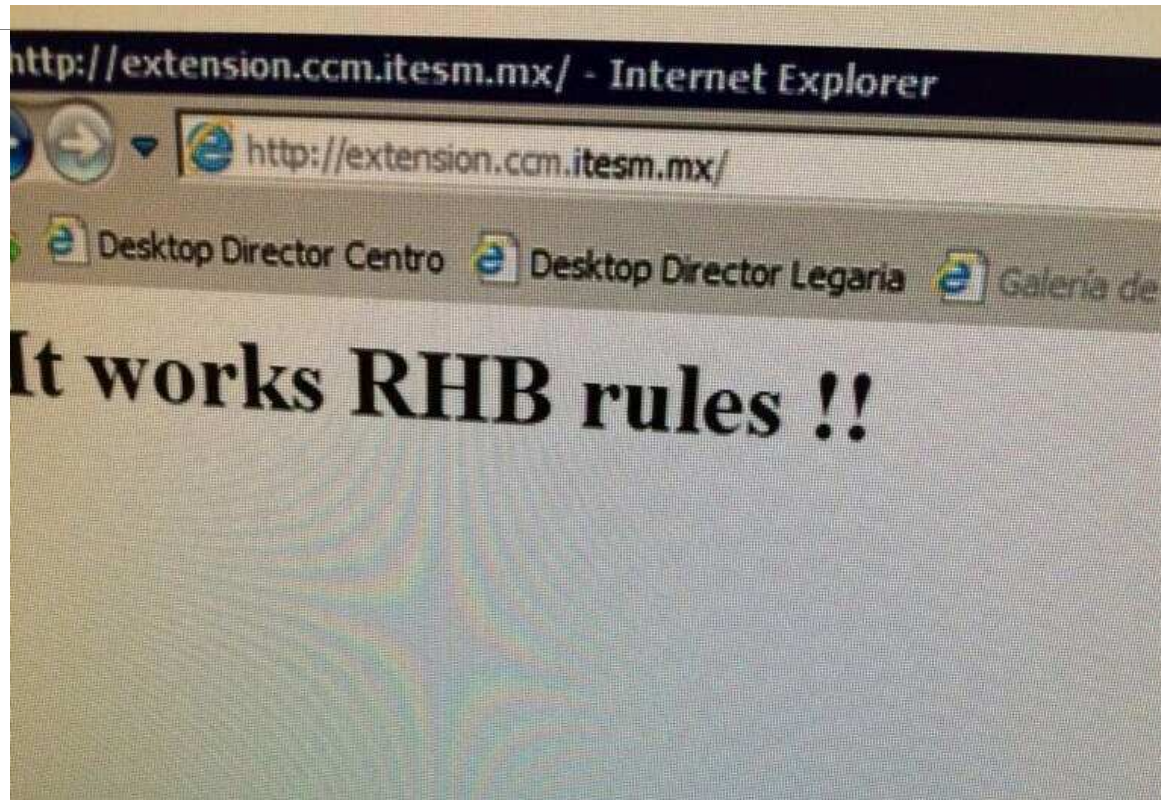 http://extension.ccm.itesm.mx/ - Internet Explorer
http://extension.ccm.itesm.mx/
Desktop Director Centro Desktop Director Legaria Galería de
It works RHB rules !!